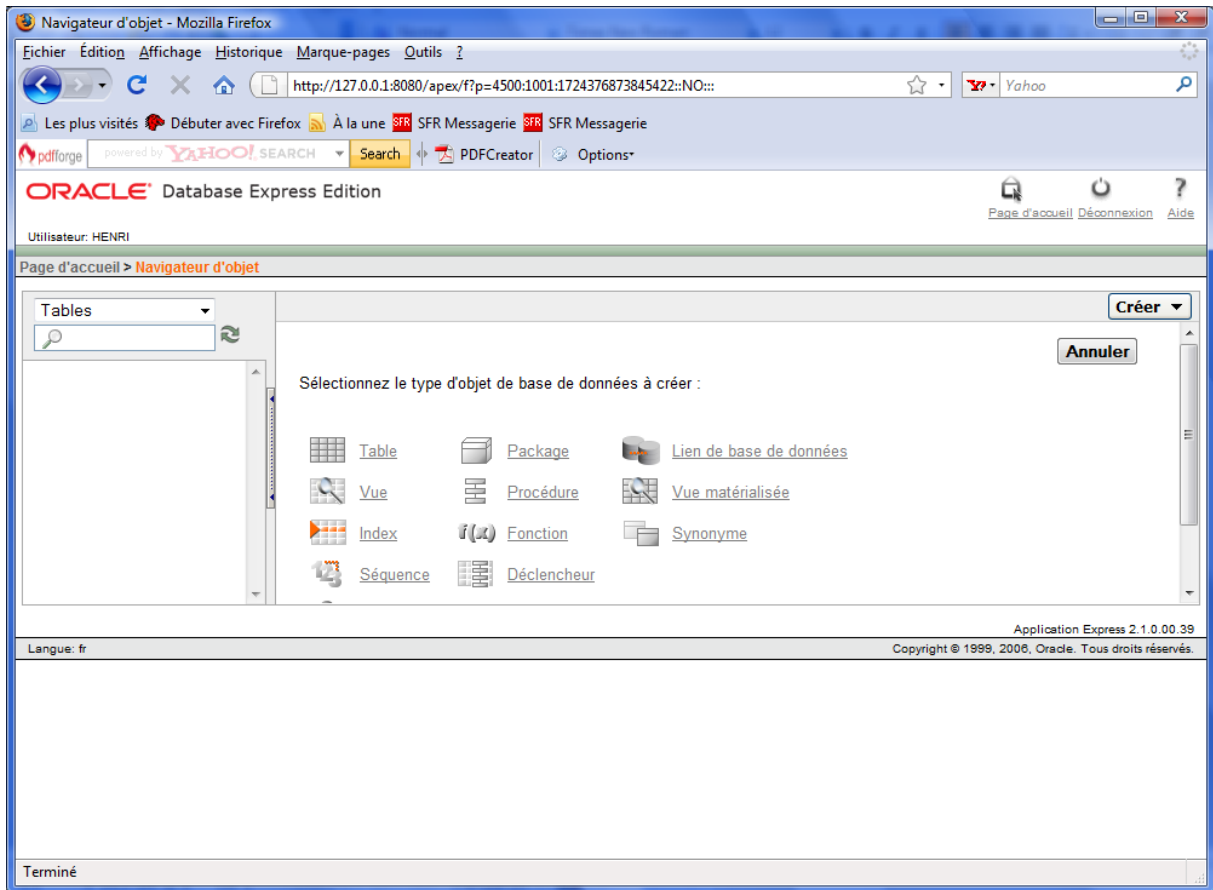 Navigateur d'objet - Mozilla Firefox
Fichier Édition Affichage Historique Marque-pages Outils ?
http://127.0.0.1:8080/apex/f?p=4500:1001:1724376873845422::NO:::
Yahoo
Les plus visités Débuter avec Firefox À la une SFR SFR Messagerie SFR SFR Messagerie
pdfforge powered by YAHOO! SEARCH Search PDFCreator Options
ORACLE Database Express Edition
Page d'accueil Déconnexion Aide
Utilisateur: HENRI
Page d'accueil > Navigateur d'objet
Tables
Créer
Annuler
Sélectionnez le type d'objet de base de données à créer :
Table Package Lien de base de données
Vue Procédure Vue matérialisée
Index f(x) Fonction Synonyme
123 Séquence Déclencheur
Application Express 2.1.0.00.39
Langue: fr Copyright © 1999, 2006, Oracle. Tous droits réservés.
Terminé